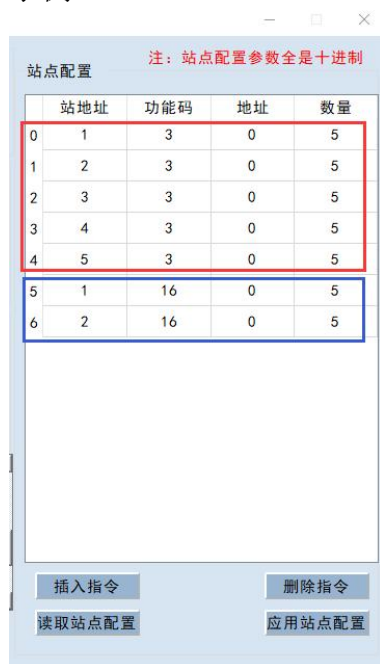 注：站点配置参数全是十进制
站点配置
站地址 功能码 地址 数量
0 1 3 0 5
1 2 3 0 5
2 3 3 0 5
3 4 3 0 5
4 5 3 0 5
5 1 16 0 5
6 2 16 0 5
插入指令 删除指令
读取站点配置 应用站点配置